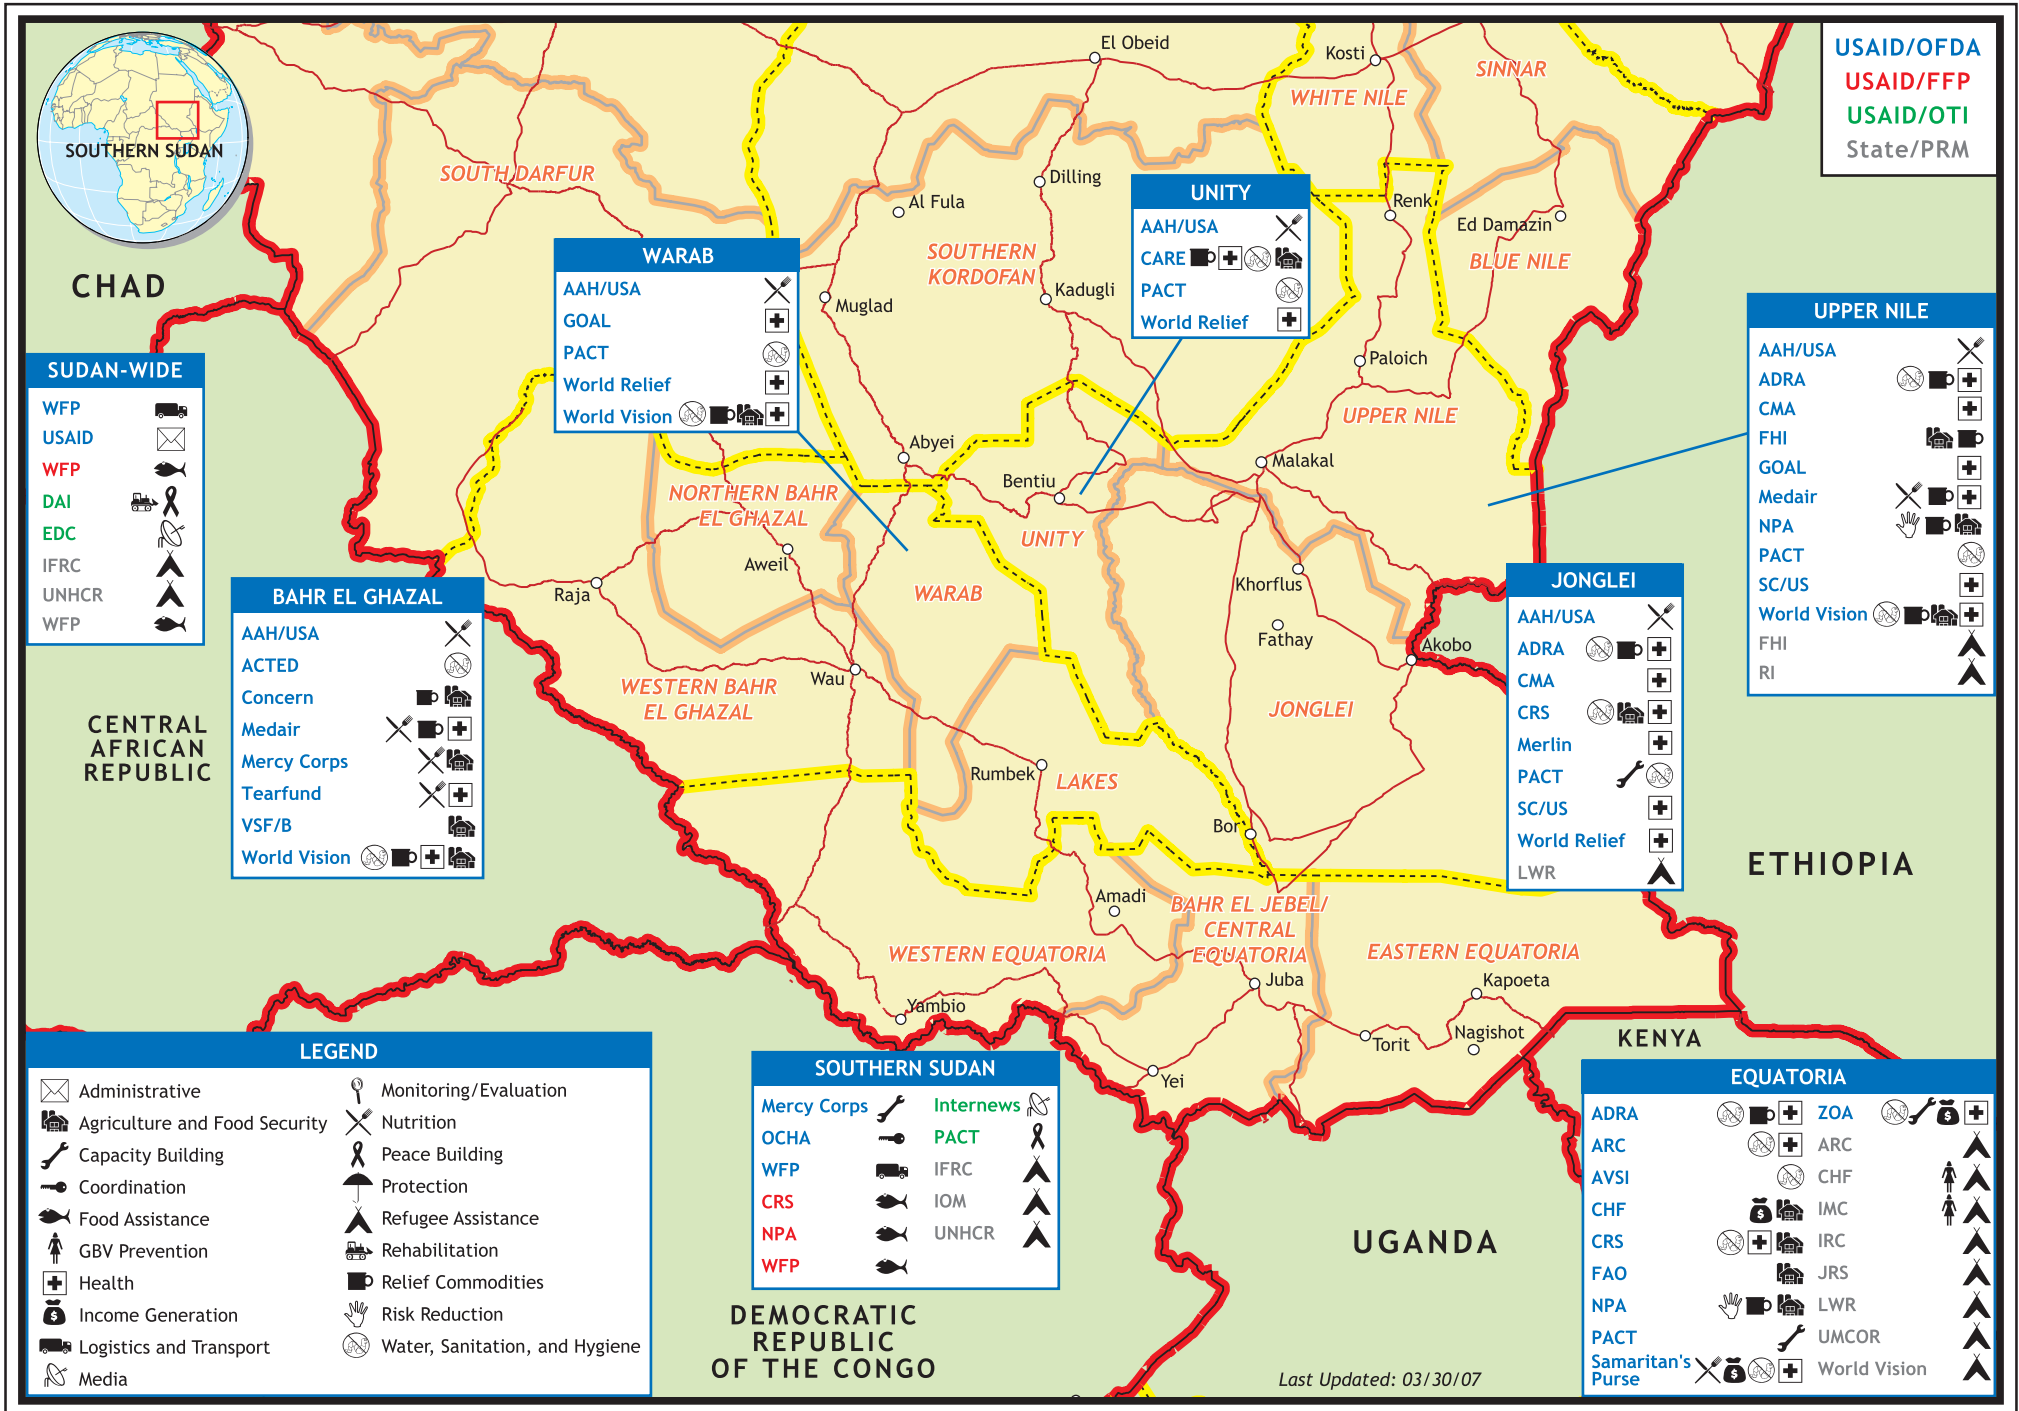 USAID/OFDA
USAID/FFP
USAID/OTI
State/PRM
SOUTHERN SUDAN
El Obeid
Kosti
SINNAR
WHITE NILE
SOUTH DARFUR
Dilling
Al Fula
Renk
Ed Damazin
SOUTHERN
KORDOFAN
BLUE NILE
CHAD
Kadugli
Muglad
Paloich
UPPER NILE
Abyei
Malakal
Bentiu
NORTHERN BAHR
EL GHAZAL
UNITY
Aweil
Raja
WARAB
Khorflus
Fathay
Akobo
Wau
WESTERN BAHR
EL GHAZAL
JONGLEI
CENTRAL
AFRICAN
REPUBLIC
Rumbek
LAKES
Bor
ETHIOPIA
Amadi
BAHR EL JEBEL/
CENTRAL
EQUATORIA
WESTERN EQUATORIA
EASTERN EQUATORIA
Juba
Kapoeta
Yambio
Torit
Nagishot
KENYA
Yei
UGANDA
DEMOCRATIC
REPUBLIC
OF THE CONGO
Last Updated: 03/30/07
WARAB
AAH/USA
GOAL
PACT
World Relief
World Vision
UNITY
AAH/USA
CARE
PACT
World Relief
UPPER NILE
AAH/USA
ADRA
CMA
FHI
GOAL
Medair
NPA
PACT
SC/US
World Vision
FHI
RI
SUDAN-WIDE
WFP
USAID
WFP
DAI
EDC
IFRC
UNHCR
WFP
BAHR EL GHAZAL
AAH/USA
ACTED
Concern
Medair
Mercy Corps
Tearfund
VSF/B
World Vision
JONGLEI
AAH/USA
ADRA
CMA
CRS
Merlin
PACT
SC/US
World Relief
LWR
LEGEND
Administrative
Agriculture and Food Security
Capacity Building
Coordination
Food Assistance
GBV Prevention
Health
Income Generation
Logistics and Transport
Media
Monitoring/Evaluation
Nutrition
Peace Building
Protection
Refugee Assistance
Rehabilitation
Relief Commodities
Risk Reduction
Water, Sanitation, and Hygiene
SOUTHERN SUDAN
Mercy Corps
OCHA
WFP
CRS
NPA
WFP
Internews
PACT
IFRC
IOM
UNHCR
EQUATORIA
ADRA
ARC
AVSI
CHF
CRS
FAO
NPA
PACT
Samaritan's
Purse
ZOA
ARC
CHF
IMC
IRC
JRS
LWR
UMCOR
World Vision